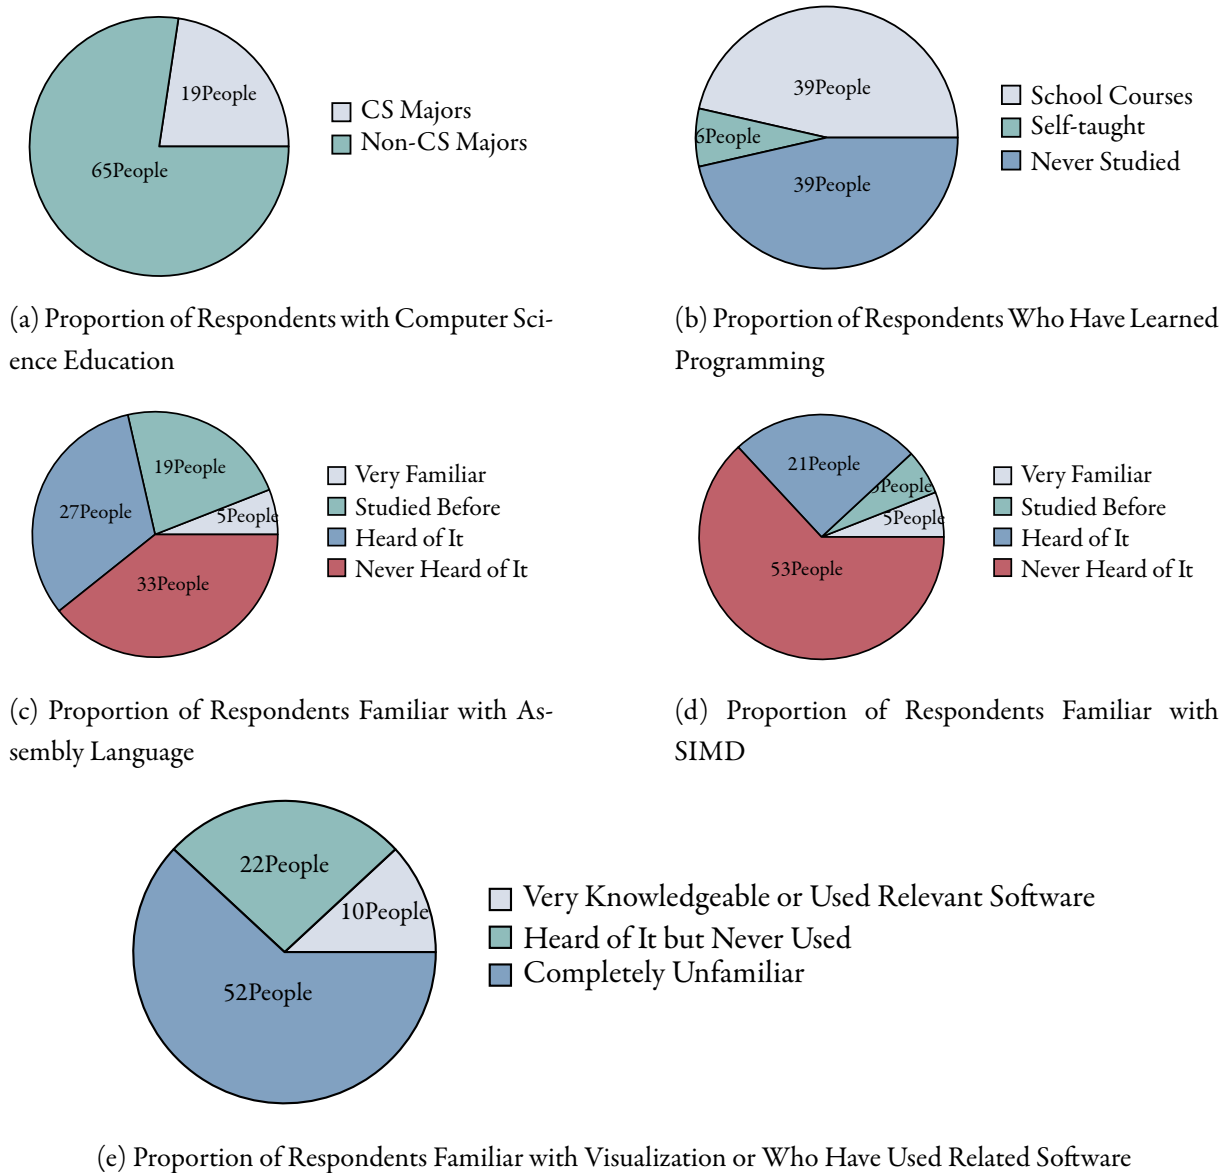 19People
65People
CS Majors
Non-CS Majors
(a) Proportion of Respondents with Computer Sci-
ence Education
39People
6People
39People
School Courses
Self-taught
Never Studied
(b) Proportion of Respondents Who Have Learned
Programming
19People
27People
5People
33People
Very Familiar
Studied Before
Heard of It
Never Heard of It
(c) Proportion of Respondents Familiar with As-
sembly Language
21People
5People
5People
53People
Very Familiar
Studied Before
Heard of It
Never Heard of It
(d) Proportion of Respondents Familiar with
SIMD
22People
10People
52People
Very Knowledgeable or Used Relevant Software
Heard of It but Never Used
Completely Unfamiliar
(e) Proportion of Respondents Familiar with Visualization or Who Have Used Related Software